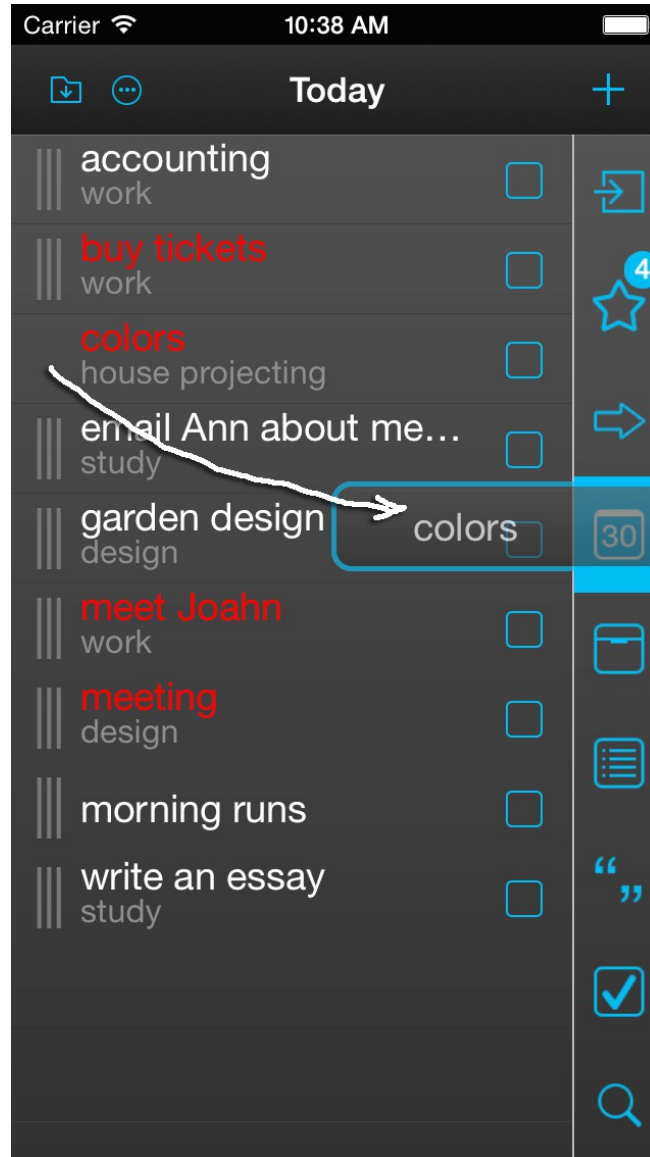 Carrier 10:38 AM
Today
accounting
work
4
buy tickets
work
colors
house projecting
email Ann about me…
study
garden design
design
colors
30
meet Joahn
work
meeting
design
morning runs
“„
write an essay
study